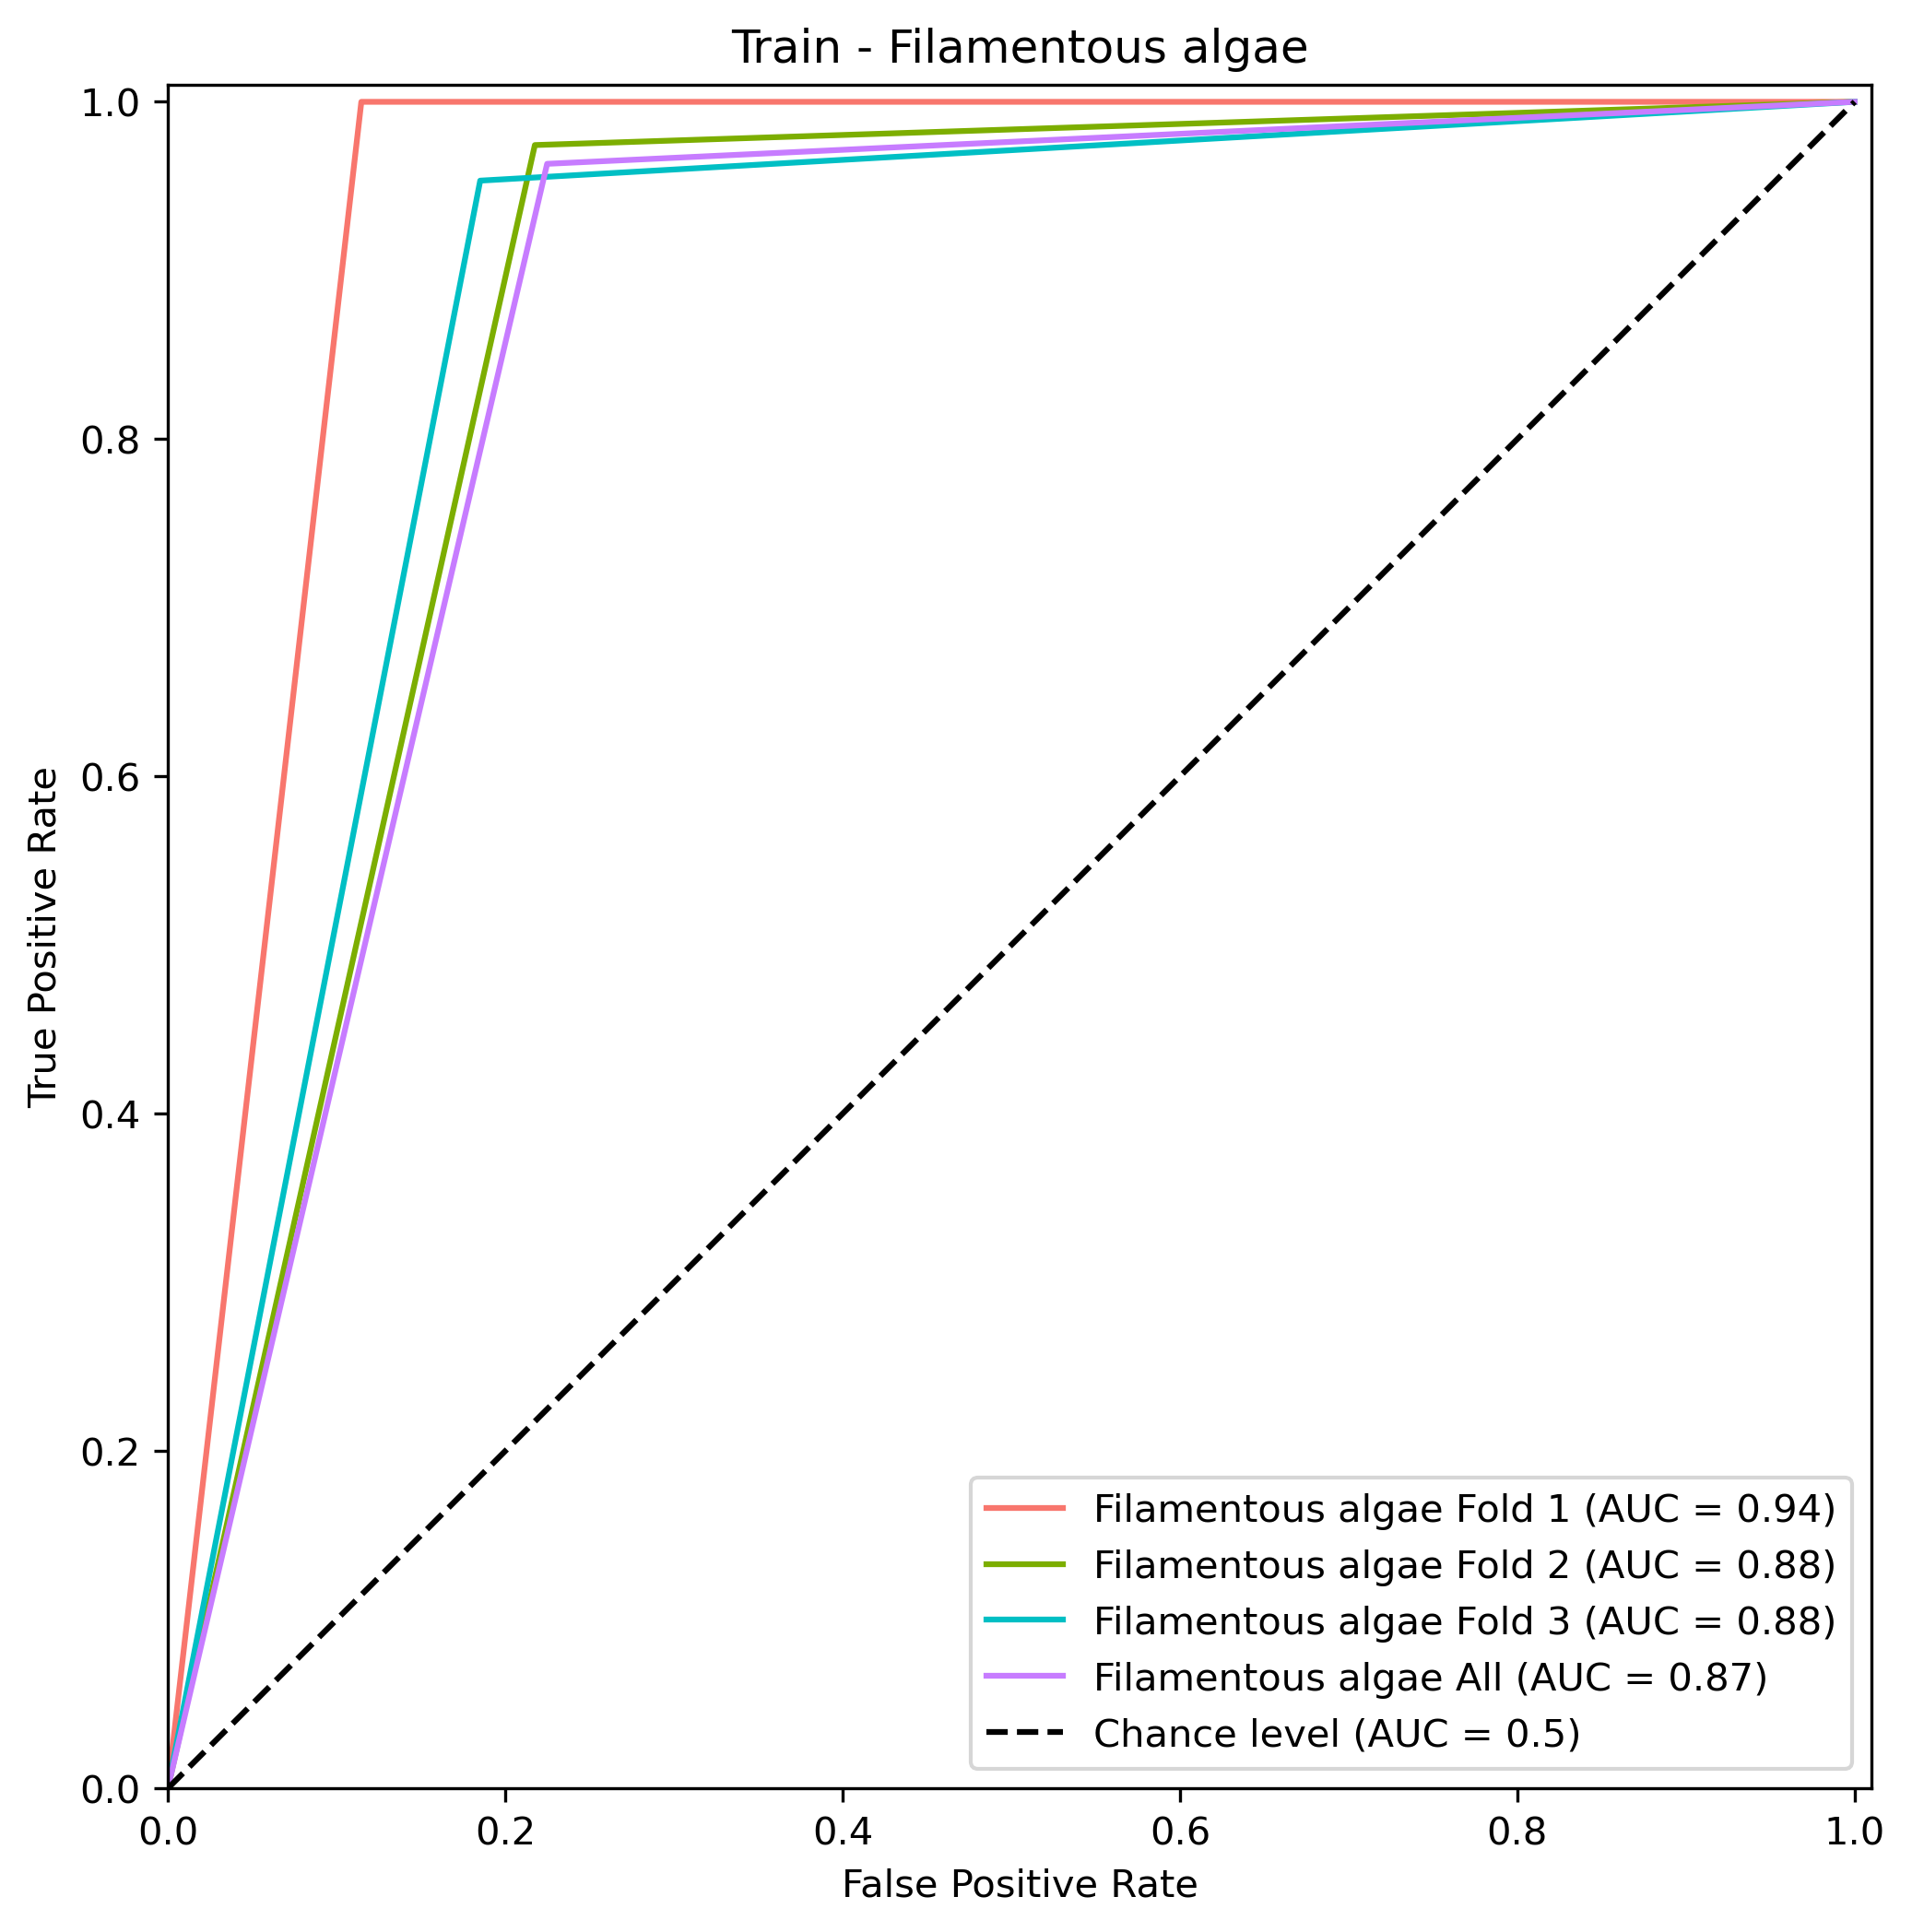 Train - Filamentous algae
1.0
0.8
0.6
0.4
0.2
0.0
True Positive Rate
Filamentous algae Fold 1 (AUC = 0.94)
Filamentous algae Fold 2 (AUC = 0.88)
Filamentous algae Fold 3 (AUC = 0.88)
Filamentous algae All (AUC = 0.87)
Chance level (AUC = 0.5)
0.0 0.2 0.4 0.6 0.8 1.0
False Positive Rate